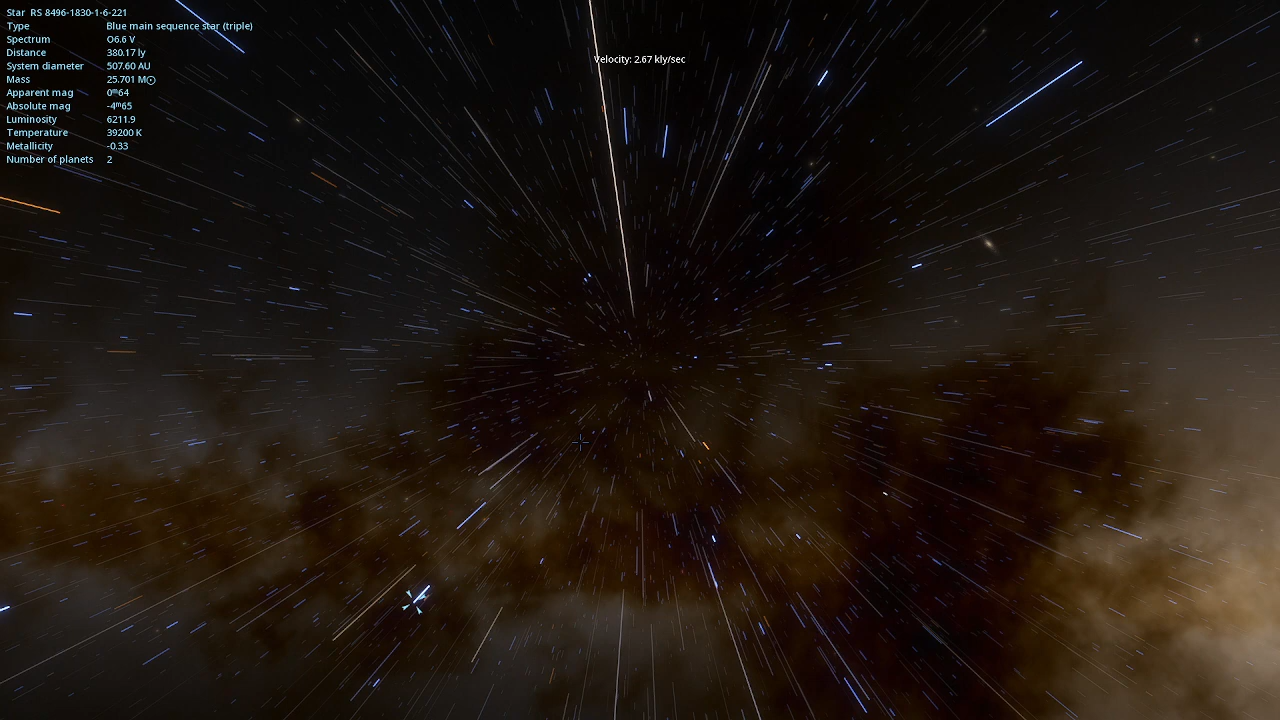 Star RS 8496-1830-1-6-221
Type Blue main sequence star (triple)
Spectrum O6.6 V
Distance 380.17 ly
System diameter 507.60 AU
Mass 25.701 M☉
Apparent mag 0ᵐ64
Absolute mag -4ᵐ65
Luminosity 6211.9
Temperature 39200 K
Metallicity -0.33
Number of planets 2
Velocity: 2.67 kly/sec